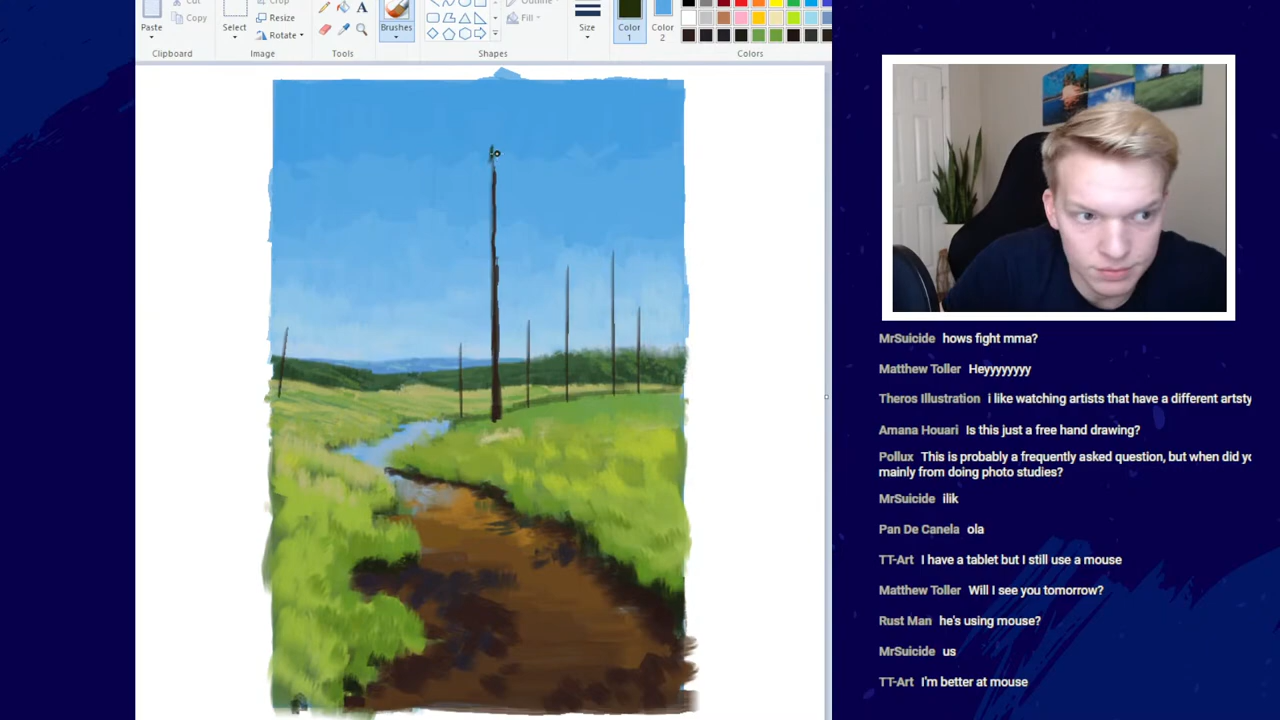 Cut
Copy
Paste
Clipboard
Select
Crop
Resize
Rotate
Image
A
Tools
Brushes
Outline
Fill
Shapes
Size
Color
1
Color
2
Colors
MrSuicide hows fight mma?
Matthew Toller Heyyyyyyy
Theros Illustration i like watching artists that have a different artsty
Amana Houari Is this just a free hand drawing?
Pollux This is probably a frequently asked question, but when did yo
mainly from doing photo studies?
MrSuicide ilik
Pan De Canela ola
TT-Art I have a tablet but I still use a mouse
Matthew Toller Will I see you tomorrow?
Rust Man he's using mouse?
MrSuicide us
TT-Art I'm better at mouse